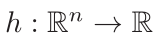 h : ℝⁿ → ℝ